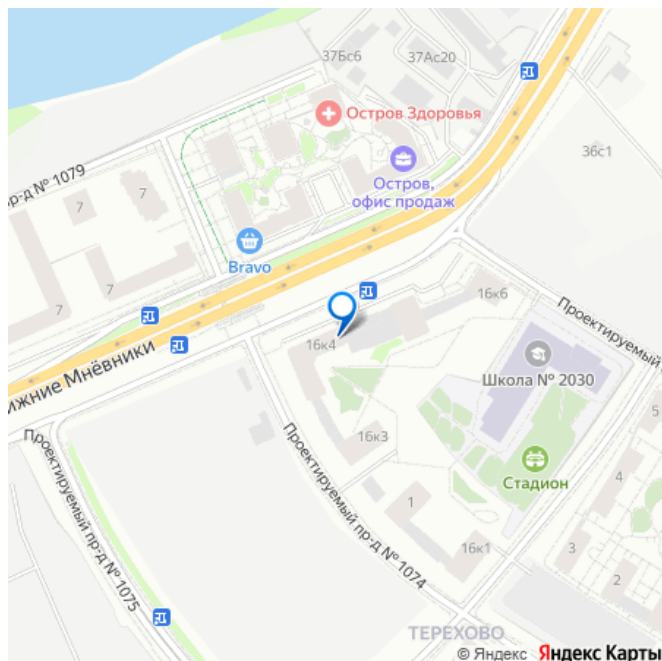 37Бс6
37Ас20
Остров Здоровья
36с1
Остров,
офис продаж
р-д № 1079
7
7
7
7
Bravo
16к6
Проектируемый
ижние Мнёвники
16к4
Школа № 2030
5
16к3
Стадион
4
Проектируемый пр-д № 1075
Проектируемый пр-д № 1074
1
16к1
3
2
ТЕРЕХОВО
© Яндекс Яндекс Карты